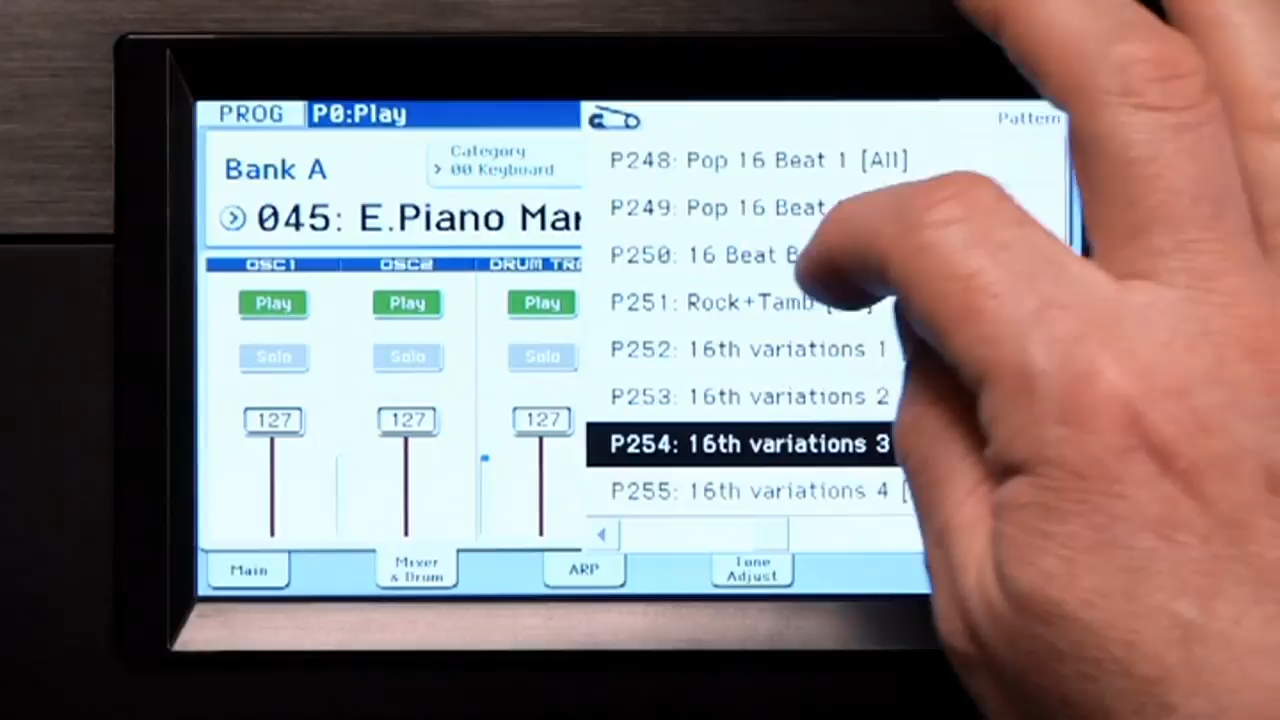 PROG P0:Play
Pattern
Bank A
Category
00 Keyboard
045: E.Piano Mar
OSC1 OSC2 DRUM TRA
Play Play Play
Solo Solo Solo
127 127 127
P248: Pop 16 Beat 1 [All]
P249: Pop 16 Beat
P250: 16 Beat B
P251: Rock+Tamb
P252: 16th variations 1
P253: 16th variations 2
P254: 16th variations 3
P255: 16th variations 4 [
Main
Mixer
& Drum
ARP
Tone
Adjust